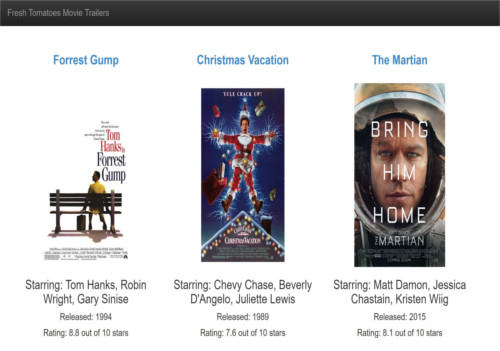 Fresh Tomatoes Movie Trailers
Forrest Gump
Christmas Vacation
The Martian
Tom
Hanks is
Forrest
Gump
YULE CRACK UP!
CHRISTMAS VACATION
BRING
HIM
HOME
THE MARTIAN
Starring: Tom Hanks, Robin
Wright, Gary Sinise
Released: 1994
Rating: 8.8 out of 10 stars
Starring: Chevy Chase, Beverly
D'Angelo, Juliette Lewis
Released: 1989
Rating: 7.6 out of 10 stars
Starring: Matt Damon, Jessica
Chastain, Kristen Wiig
Released: 2015
Rating: 8.1 out of 10 stars